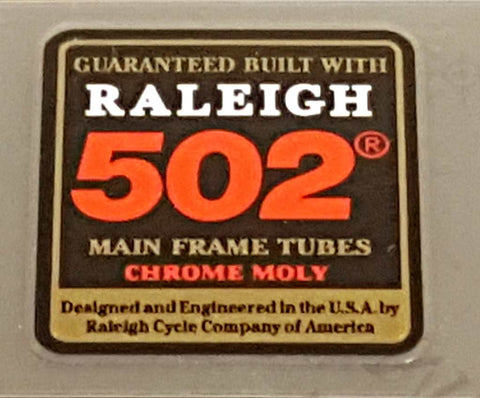 GUARANTEED BUILT WITH
RALEIGH
502®
MAIN FRAME TUBES
CHROME MOLY
Designed and Engineered in the U.S.A. by
Raleigh Cycle Company of America